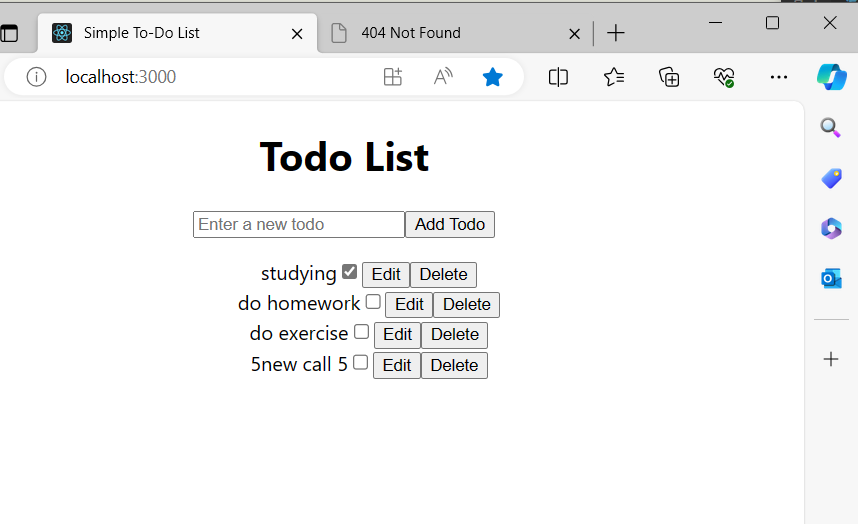 Simple To-Do List
404 Not Found
localhost:3000
Todo List
Enter a new todo Add Todo
studying Edit Delete
do homework Edit Delete
do exercise Edit Delete
5new call 5 Edit Delete